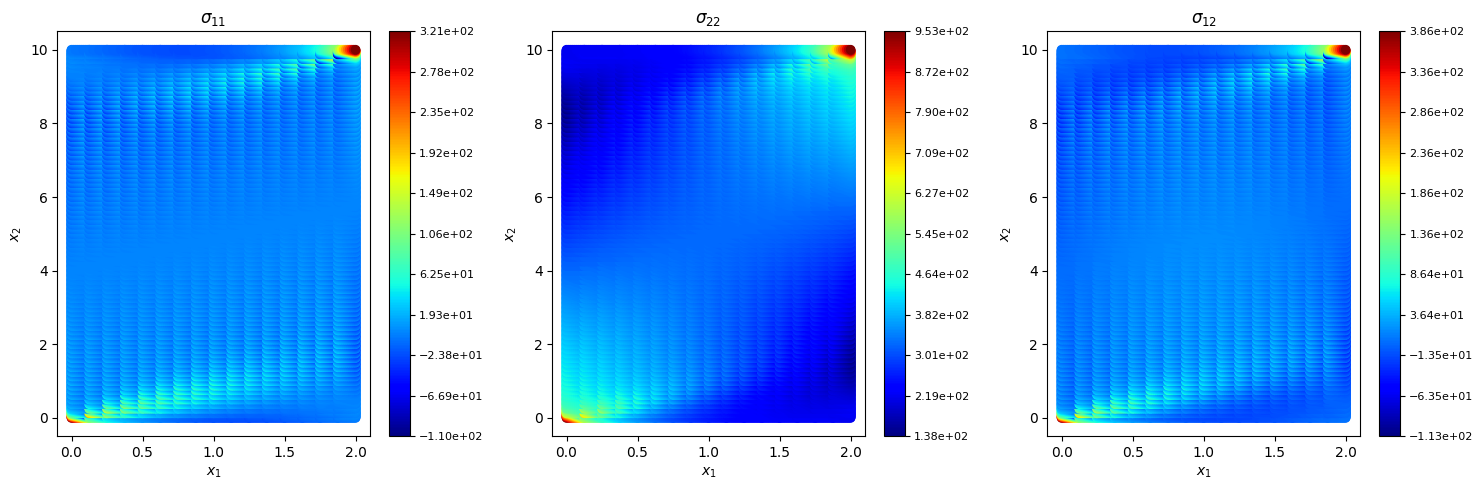 σ₁₁
10
8
6
4
2
0
x₂
0.0 0.5 1.0 1.5 2.0
x₁
3.21e+02
2.78e+02
2.35e+02
1.92e+02
1.49e+02
1.06e+02
6.25e+01
1.93e+01
−2.38e+01
−6.69e+01
−1.10e+02
σ₂₂
10
8
6
4
2
0
x₂
0.0 0.5 1.0 1.5 2.0
x₁
9.53e+02
8.72e+02
7.90e+02
7.09e+02
6.27e+02
5.45e+02
4.64e+02
3.82e+02
3.01e+02
2.19e+02
1.38e+02
σ₁₂
10
8
6
4
2
0
x₂
0.0 0.5 1.0 1.5 2.0
x₁
3.86e+02
3.36e+02
2.86e+02
2.36e+02
1.86e+02
1.36e+02
8.64e+01
3.64e+01
−1.35e+01
−6.35e+01
−1.13e+02